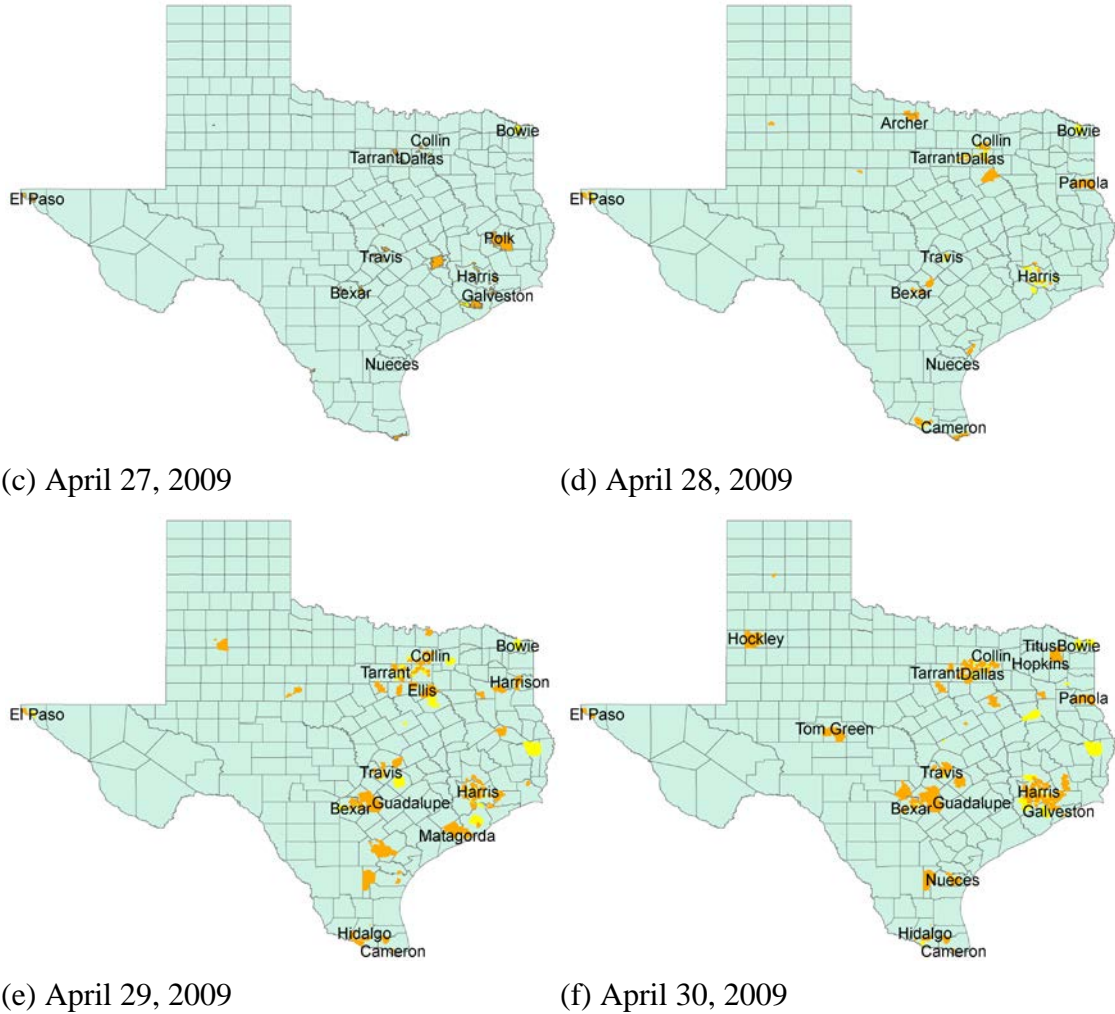 Bowie
Collin
Tarrant Dallas
El Paso
Polk
Travis
Harris
Bexar
Galveston
Nueces
(c) April 27, 2009
Archer
Bowie
Collin
Tarrant Dallas
Panola
El Paso
Travis
Harris
Bexar
Nueces
Cameron
(d) April 28, 2009
Bowie
Collin
Tarrant
Harrison
Ellis
El Paso
Travis
Harris
Guadalupe
Bexar
Matagorda
Hidalgo
Cameron
(e) April 29, 2009
Hockley
Titus Bowie
Collin
Hopkins
Tarrant Dallas
Panola
El Paso
Tom Green
Travis
Harris
Guadalupe
Bexar
Galveston
Nueces
Hidalgo
Cameron
(f) April 30, 2009